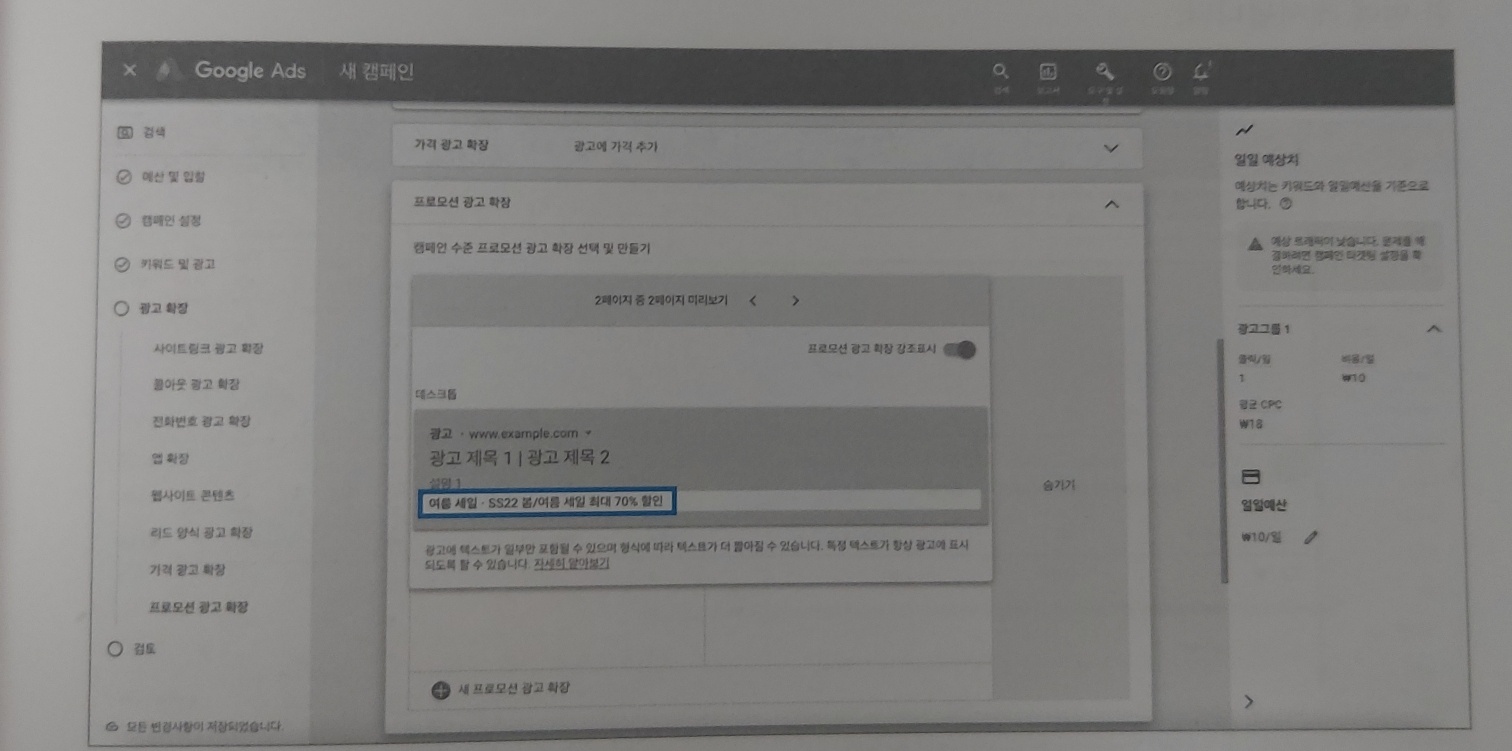 Google Ads
새 캠페인
검색
보고서
도움말
알림
검색
예산 및 입찰
캠페인 설정
키워드 및 광고
광고 확장
사이트링크 광고 확장
콜아웃 광고 확장
전화번호 광고 확장
앱 확장
웹사이트 콘텐츠
리드 양식 광고 확장
가격 광고 확장
프로모션 광고 확장
검토
모든 변경사항이 저장되었습니다.
가격 광고 확장
광고에 가격 추가
프로모션 광고 확장
캠페인 수준 프로모션 광고 확장 선택 및 만들기
2페이지 중 2페이지 미리보기
프로모션 광고 확장 강조표시
데스크톱
광고 · www.example.com
광고 제목 1 | 광고 제목 2
설명 1
여름 세일 · SS22 봄/여름 세일 최대 70% 할인
광고에 텍스트가 일부만 포함될 수 있으며 형식에 따라 텍스트가 더 짧아질 수 있습니다. 특정 텍스트가 항상 광고에 표시
되도록 할 수 있습니다. 자세히 알아보기
숨기기
새 프로모션 광고 확장
일일 예상치
예상치는 키워드와 일일예산을 기준으로
합니다.
예상 트래픽이 낮습니다. 문제를 해
결하려면 캠페인 타겟팅 설정을 확
인하세요.
광고그룹 1
클릭/일
비용/일
1
₩10
평균 CPC
₩18
일일예산
₩10/일